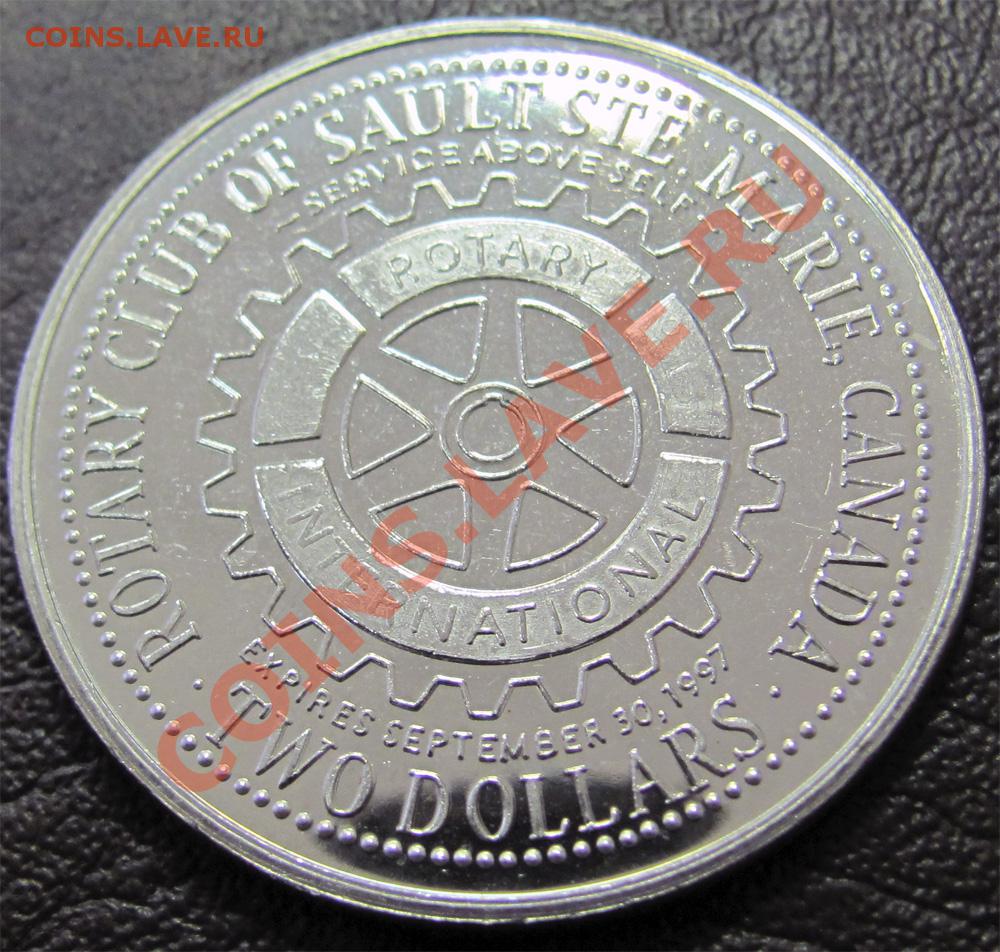 COINS.LAVE.RU
ROTARY CLUB OF SAULT STE. MARIE, CANADA
SERVICE ABOVE SELF
ROTARY
INTERNATIONAL
EXPIRES SEPTEMBER 30, 1997
· TWO DOLLARS ·
COINS.LAVE.RU